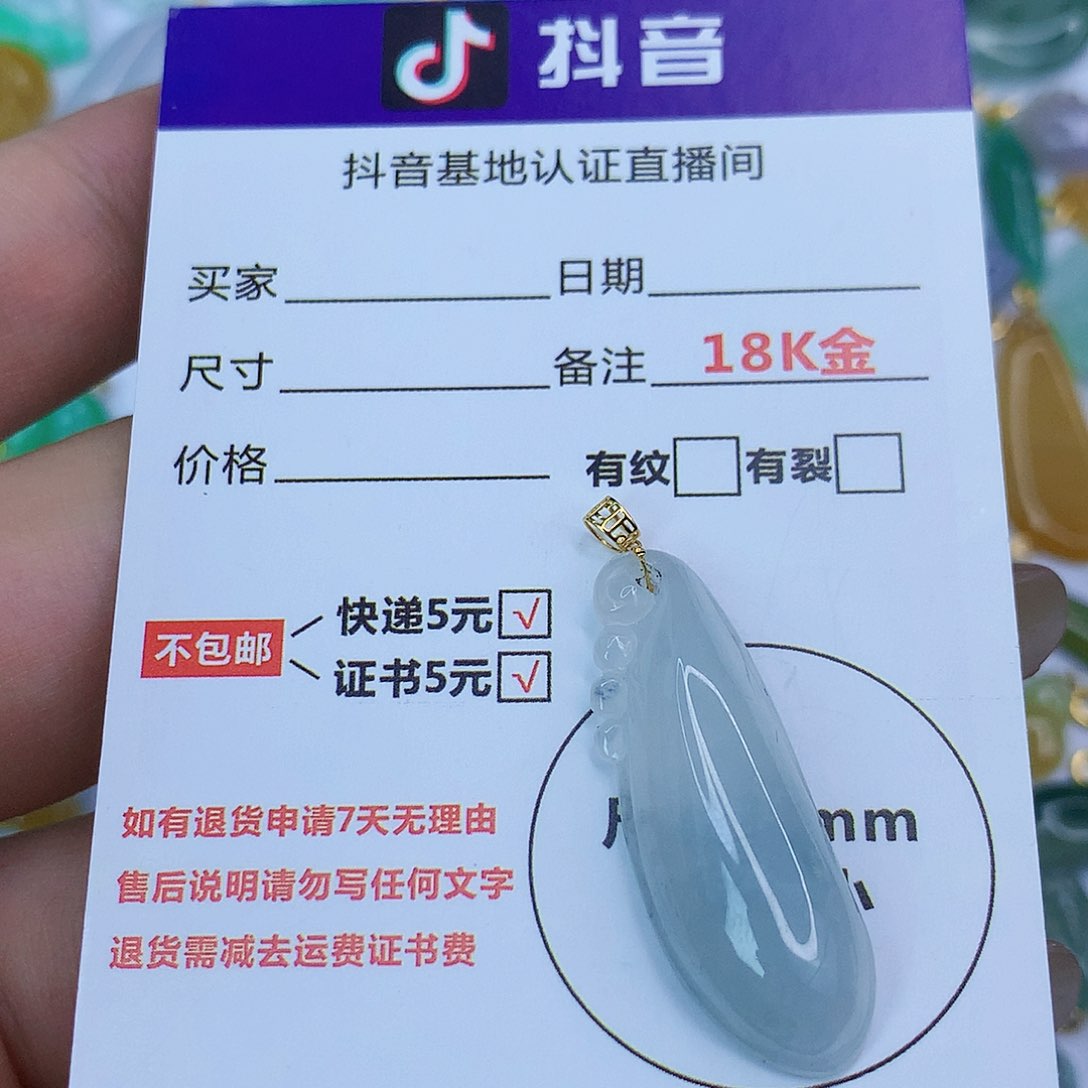 抖音
抖音基地认证直播间
买家 日期
尺寸 备注 18K金
价格 有纹 有裂
不包邮
快递5元 √
证书5元 √
如有退货申请7天无理由
售后说明请勿写任何文字
退货需减去运费证书费
mm